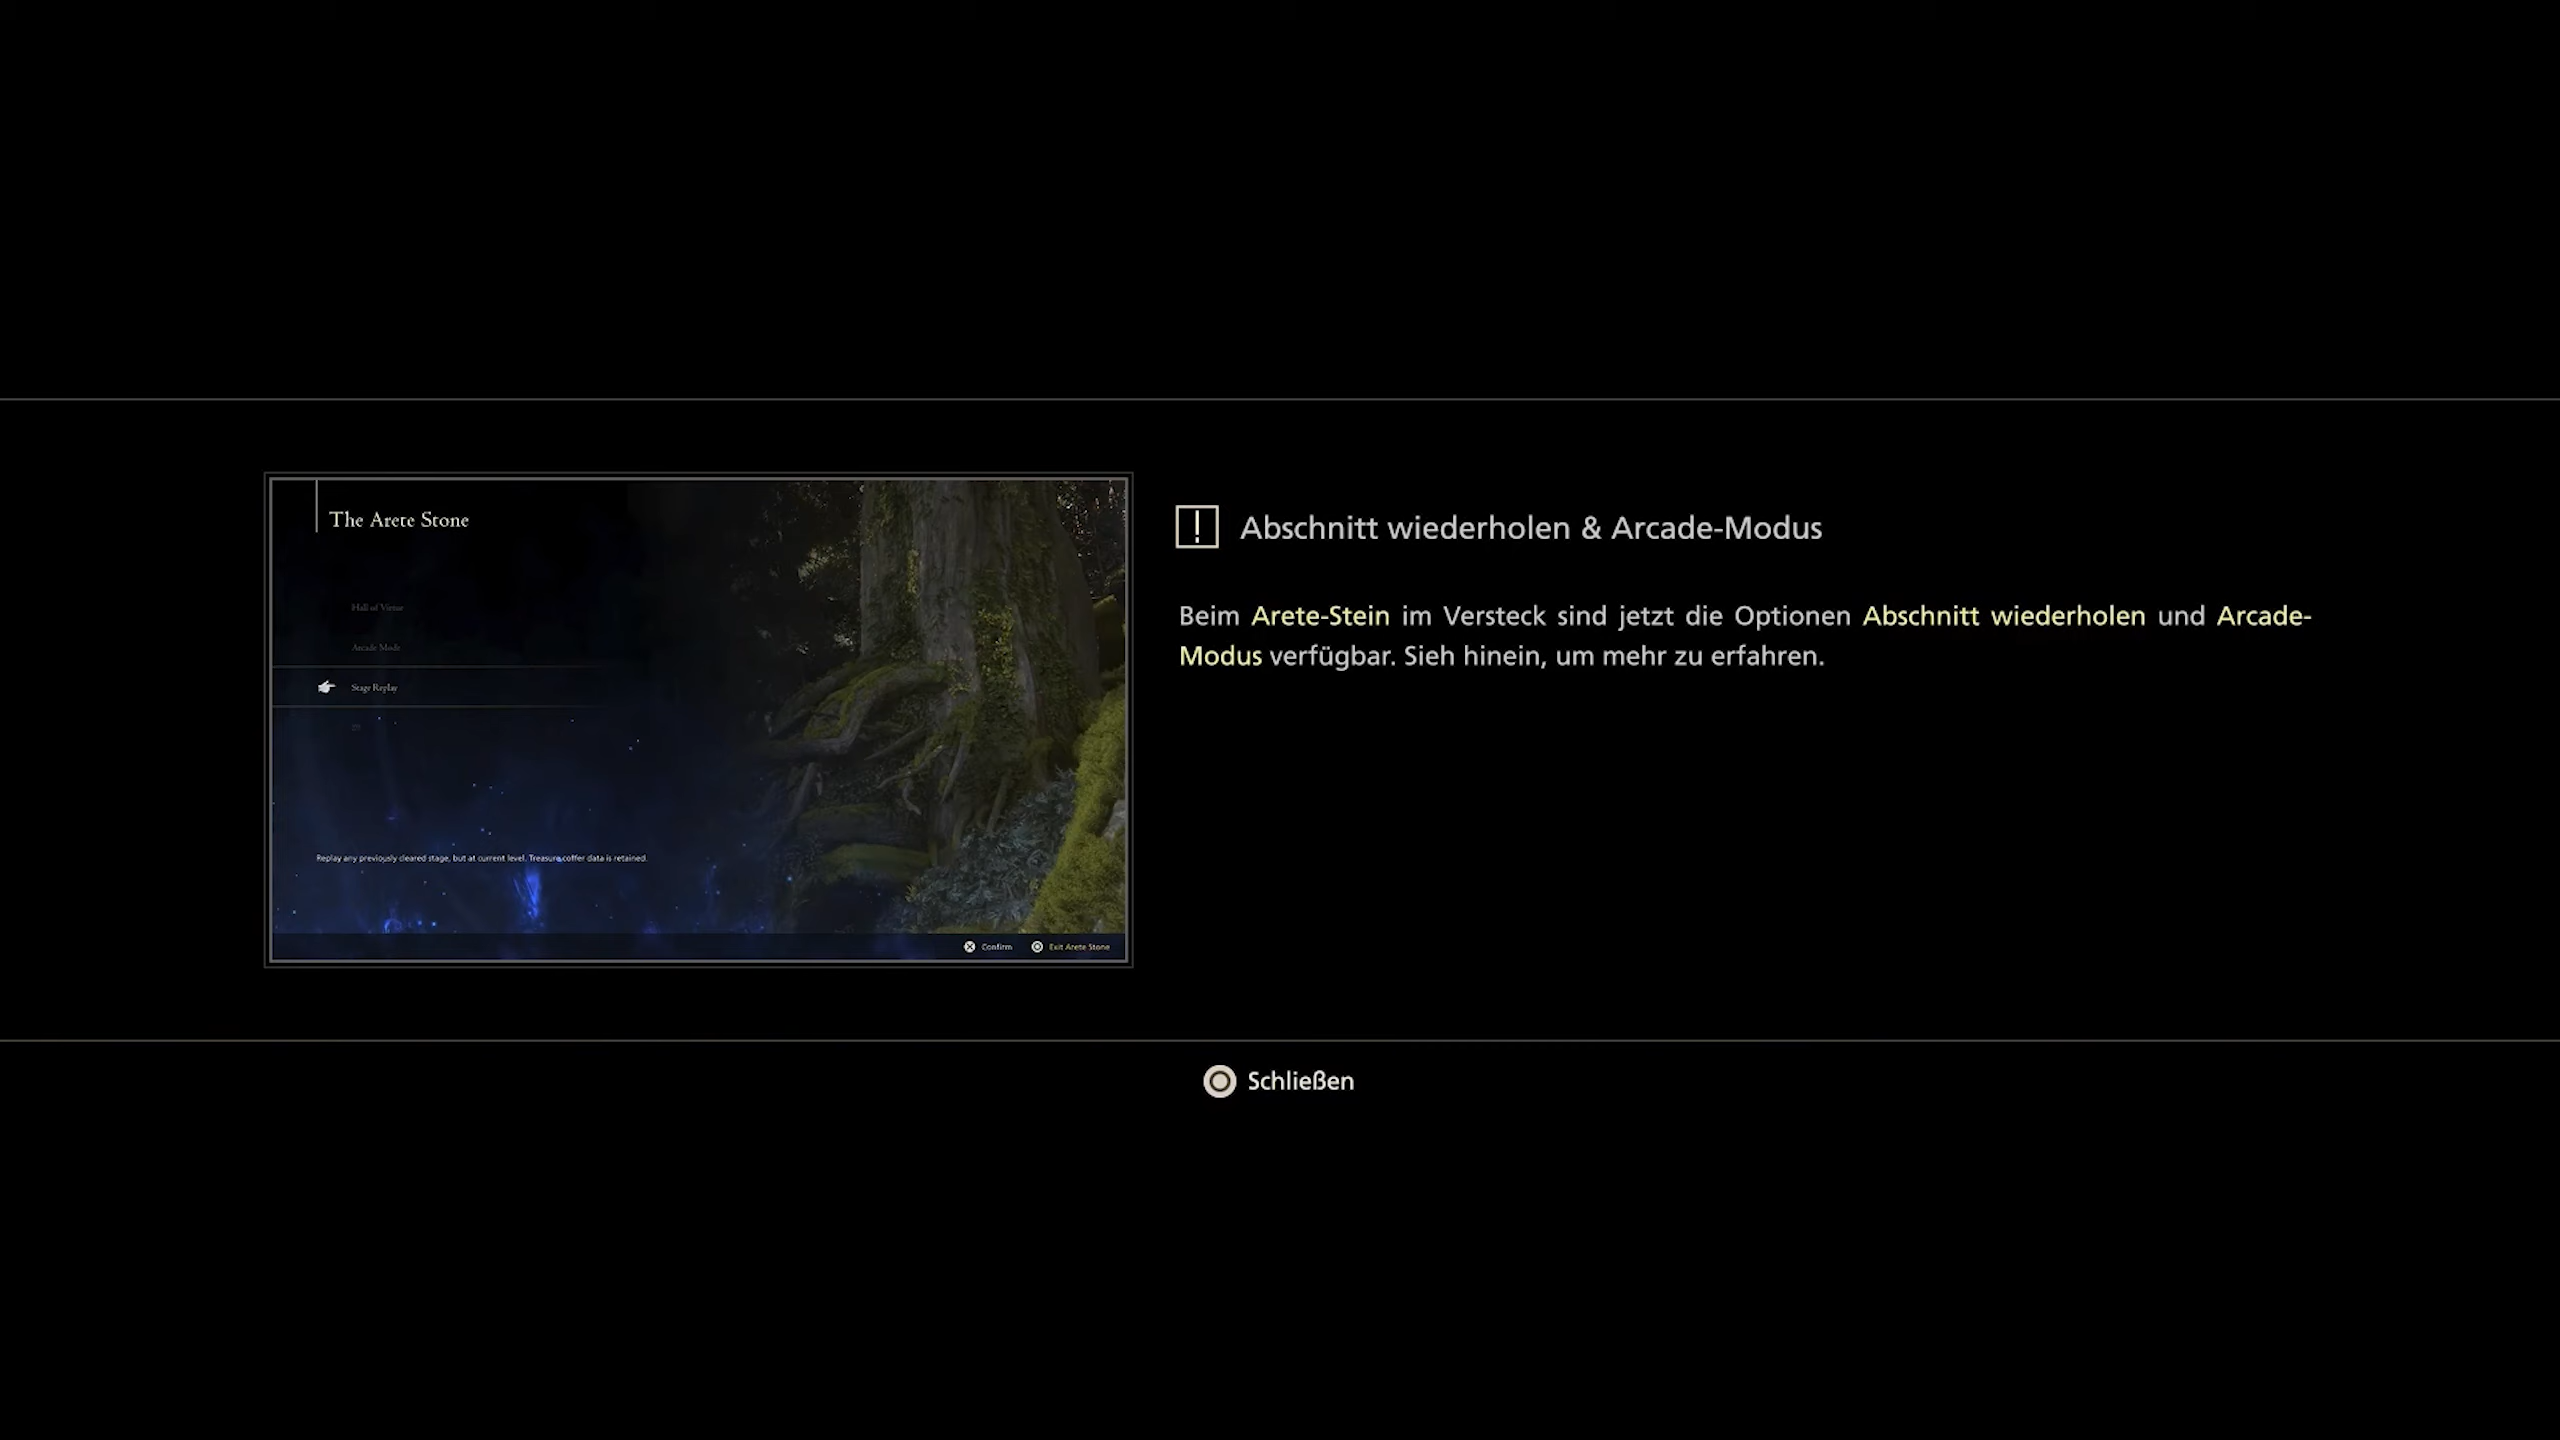 The Arete Stone
Hall of Virtue
Arcade Mode
Stage Replay
Replay any previously cleared stage, but at current level. Treasure coffer data is retained.
Confirm
Exit Arete Stone
Abschnitt wiederholen & Arcade-Modus
Beim Arete-Stein im Versteck sind jetzt die Optionen Abschnitt wiederholen und Arcade-
Modus verfügbar. Sieh hinein, um mehr zu erfahren.
Schließen